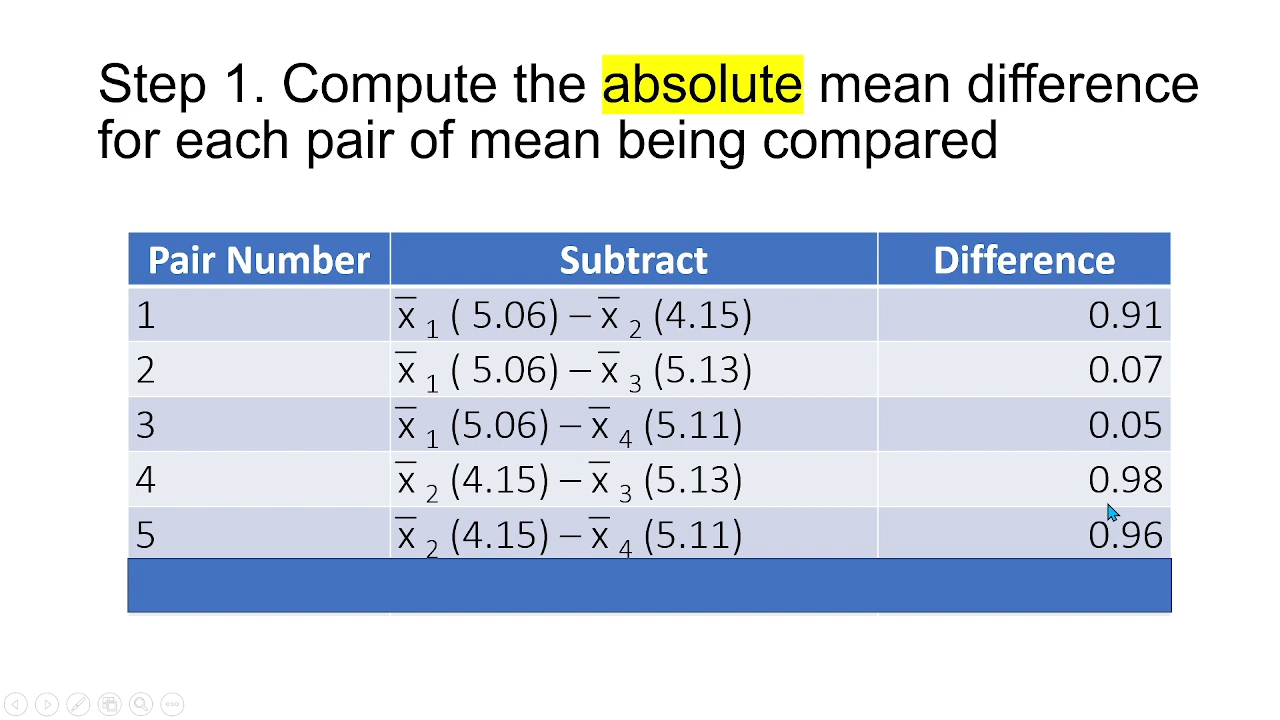 Step 1. Compute the absolute mean difference
for each pair of mean being compared
Pair Number Subtract Difference
1 x̅ 1 ( 5.06) – x̅ 2 (4.15) 0.91
2 x̅ 1 ( 5.06) – x̅ 3 (5.13) 0.07
3 x̅ 1 (5.06) – x̅ 4 (5.11) 0.05
4 x̅ 2 (4.15) – x̅ 3 (5.13) 0.98
5 x̅ 2 (4.15) – x̅ 4 (5.11) 0.96